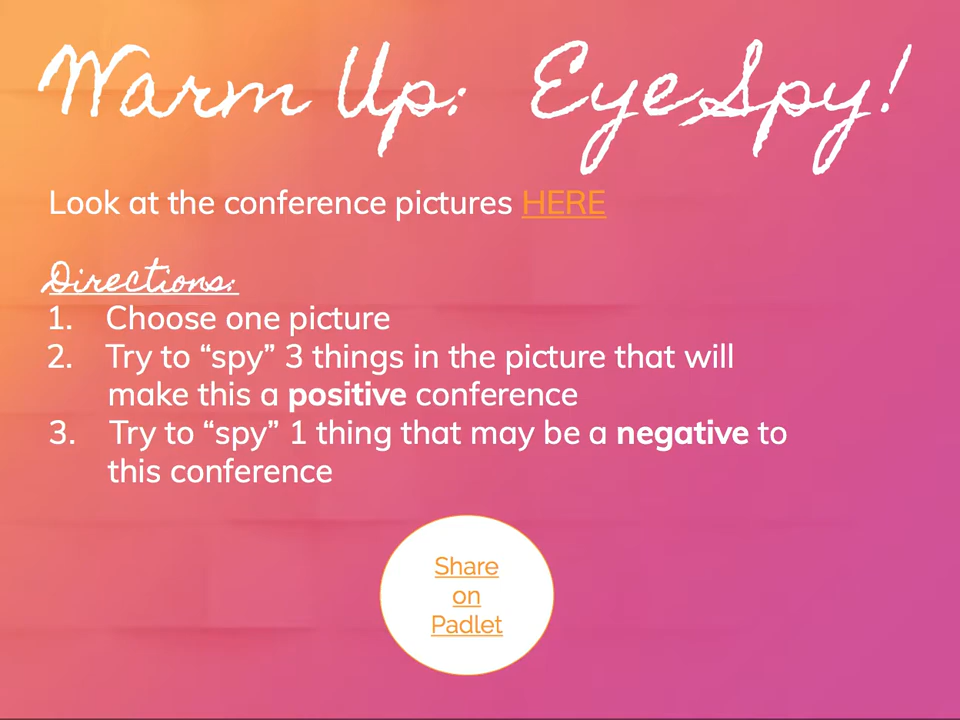 Warm Up: Eye Spy!
Look at the conference pictures HERE
Directions:
1. Choose one picture
2. Try to “spy” 3 things in the picture that will
make this a positive conference
3. Try to “spy” 1 thing that may be a negative to
this conference
Share
on
Padlet